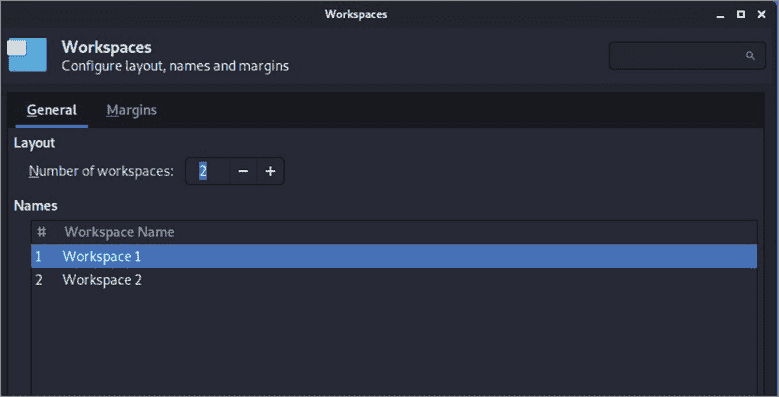 Workspaces
Workspaces
Configure layout, names and margins
General Margins
Layout
Number of workspaces: 2 − +
Names
# Workspace Name
1 Workspace 1
2 Workspace 2